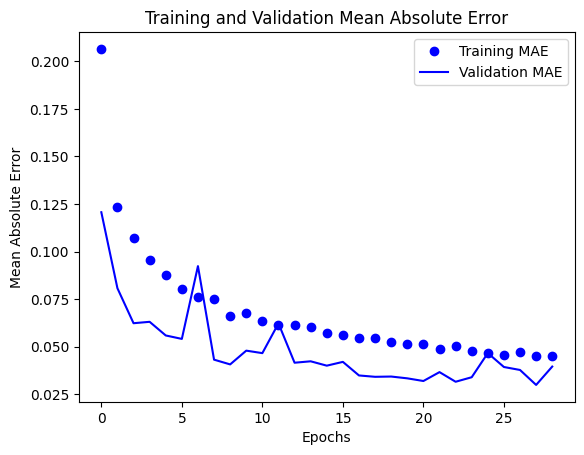 Training and Validation Mean Absolute Error
Training MAE
Validation MAE
0.200
0.175
0.150
0.125
0.100
0.075
0.050
0.025
Mean Absolute Error
0 5 10 15 20 25
Epochs